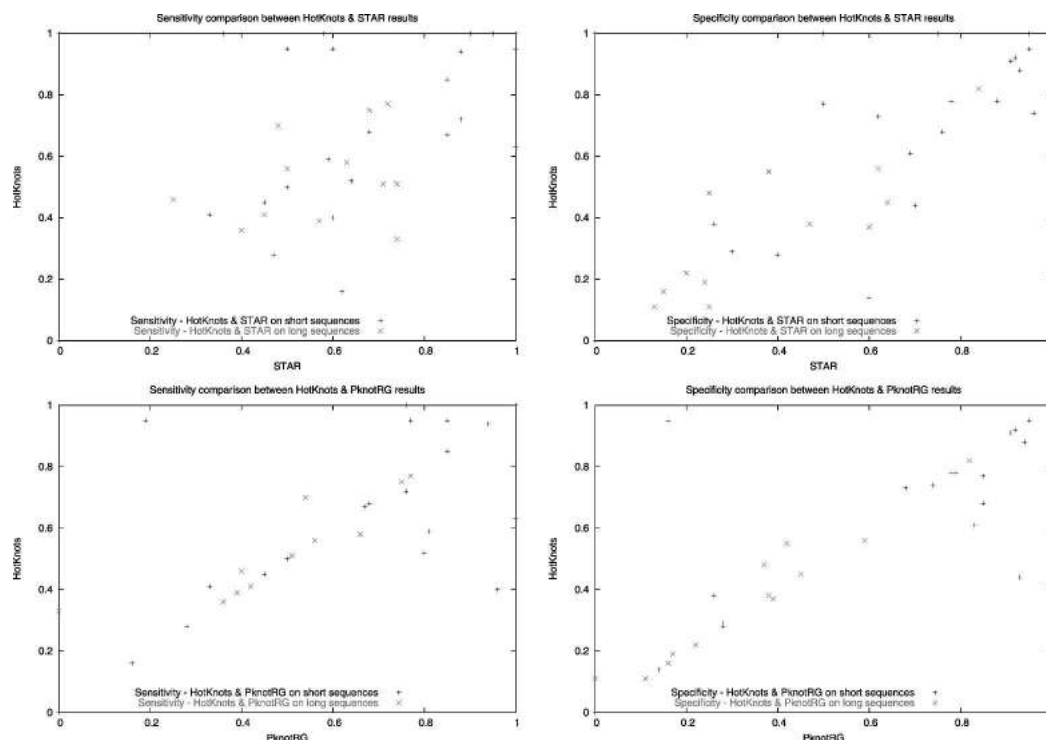 Sensitivity comparison between HotKnots & STAR results
1
0.8
0.6
0.4
0.2
0
HotKnots
Sensitivity - HotKnots & STAR on short sequences
Sensitivity - HotKnots & STAR on long sequences
0 0.2 0.4 0.6 0.8 1
STAR
Specificity comparison between HotKnots & STAR results
1
0.8
0.6
0.4
0.2
0
HotKnots
Specificity - HotKnots & STAR on short sequences
Specificity - HotKnots & STAR on long sequences
0 0.2 0.4 0.6 0.8
STAR
Sensitivity comparison between HotKnots & PknotRG results
1
0.8
0.6
0.4
0.2
0
HotKnots
Sensitivity - HotKnots & PknotRG on short sequences
Sensitivity - HotKnots & PknotRG on long sequences
0 0.2 0.4 0.6 0.8 1
PknotRG
Specificity comparison between HotKnots & PknotRG results
1
0.8
0.6
0.4
0.2
0
HotKnots
Specificity - HotKnots & PknotRG on short sequences
Specificity - HotKnots & PknotRG on long sequences
0 0.2 0.4 0.6 0.8
PknotRG